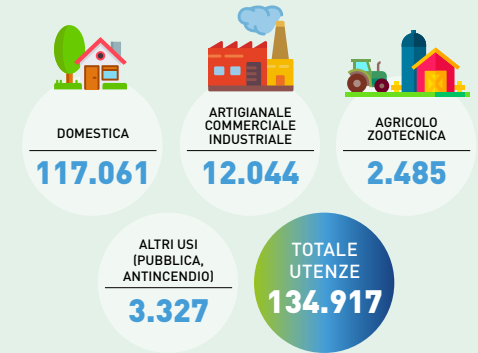 DOMESTICA
117.061
ARTIGIANALE
COMMERCIALE
INDUSTRIALE
12.044
AGRICOLO
ZOOTECNICA
2.485
ALTRI USI
(PUBBLICA,
ANTINCENDIO)
3.327
TOTALE
UTENZE
134.917